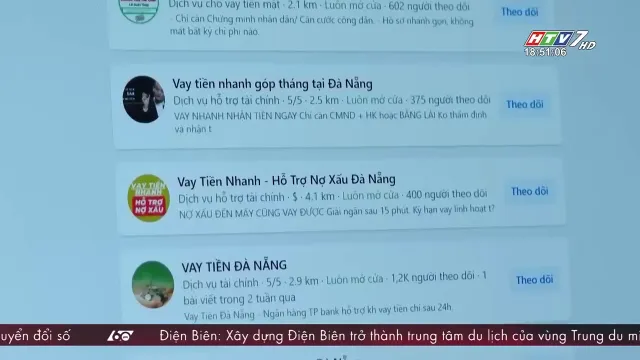 Dịch vụ cho vay tiền mặt · 2.1 km · Luôn mở cửa · 602 người theo dõi
- Chỉ cần Chứng minh nhân dân/ Căn cước công dân. - Hồ sơ nhanh gọn, không
mất bất kỳ chi phí nào.
Theo dõi
HTV7 HD
18:51:06
Vay tiền nhanh góp tháng tại Đà Nẵng
Dịch vụ hỗ trợ tài chính · 5/5 · 2.5 km · Luôn mở cửa · 375 người theo dõi
VAY NHANH NHẬN TIỀN NGAY Chỉ cần CMND + HK hoặc BẰNG LÁI Ko thẩm định
và nhận t
Theo dõi
VAY TIỀN
NHANH
HỖ TRỢ
NỢ XẤU
Vay Tiền Nhanh - Hỗ Trợ Nợ Xấu Đà Nẵng
Dịch vụ hỗ trợ tài chính · $ · 4.1 km · Luôn mở cửa · 400 người theo dõi
NỢ XẤU ĐẾN MẤY CŨNG VAY ĐƯỢC Giải ngân sau 15 phút. Kỳ hạn vay linh hoạt t?
Theo dõi
VAY TIỀN ĐÀ NẴNG
Dịch vụ tài chính · 5/5 · 2.9 km · Luôn mở cửa · 1,2K người theo dõi · 1
bài viết trong 2 tuần qua
Vay Tiền Đà Nẵng - Ngân hàng TP bank hỗ trợ kh vay tiền chỉ sau 24h
Theo dõi
uyển đổi số
60
Điện Biên: Xây dựng Điện Biên trở thành trung tâm du lịch của vùng Trung du m